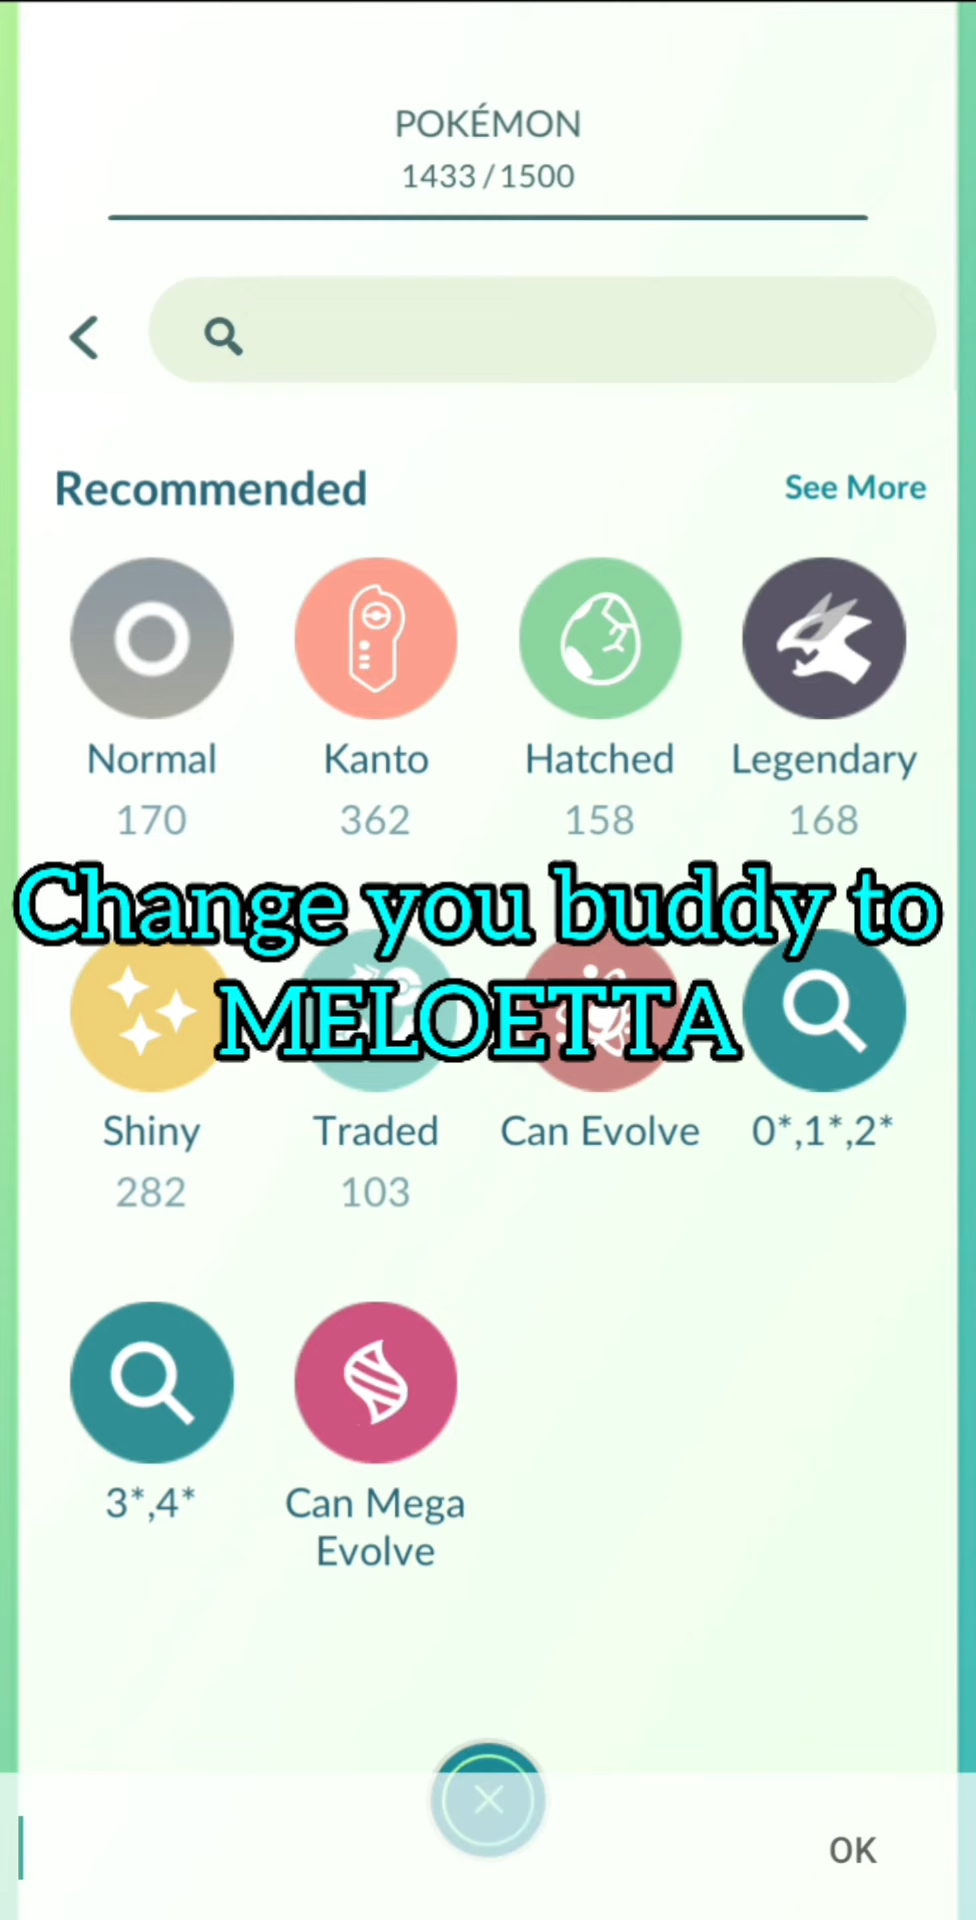 POKÉMON
1433 / 1500
Recommended
See More
Normal
Kanto
Hatched
Legendary
170
362
158
168
Change you buddy to
MELOETTA
Shiny
Traded
Can Evolve
0*,1*,2*
282
103
3*,4*
Can Mega
Evolve
OK